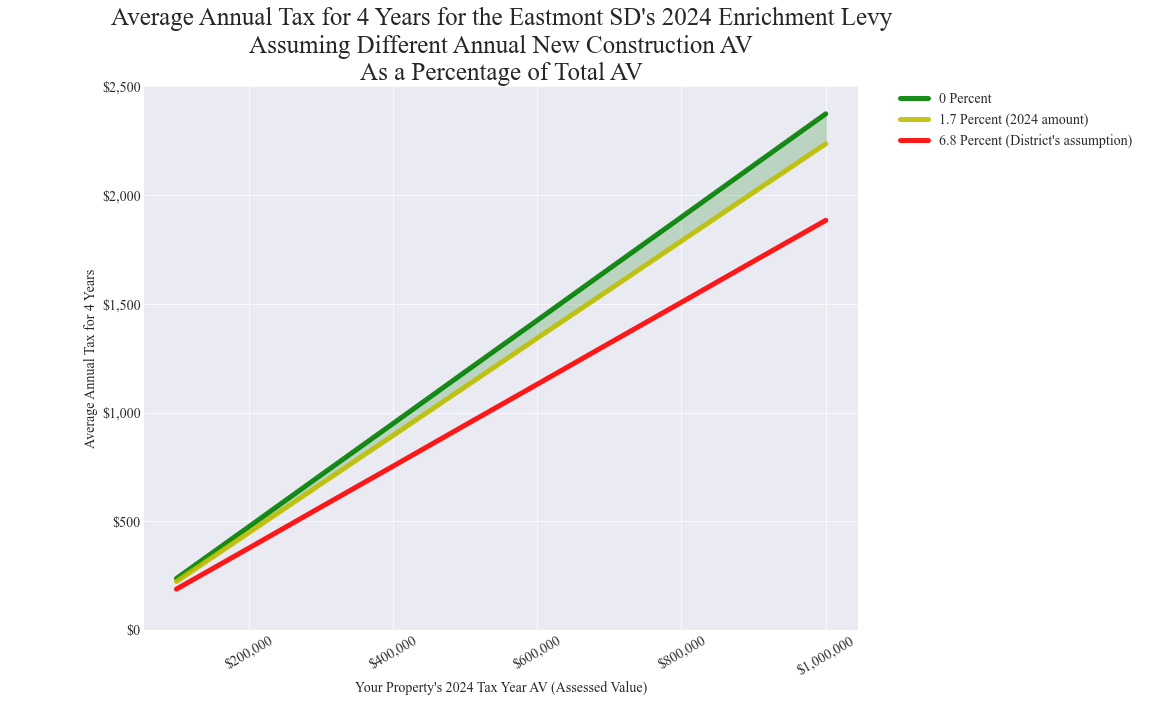 Average Annual Tax for 4 Years for the Eastmont SD's 2024 Enrichment Levy
Assuming Different Annual New Construction AV
As a Percentage of Total AV
0 Percent
1.7 Percent (2024 amount)
6.8 Percent (District's assumption)
Average Annual Tax for 4 Years
$2,500
$2,000
$1,500
$1,000
$500
$0
$200,000
$400,000
$600,000
$800,000
$1,000,000
Your Property's 2024 Tax Year AV (Assessed Value)